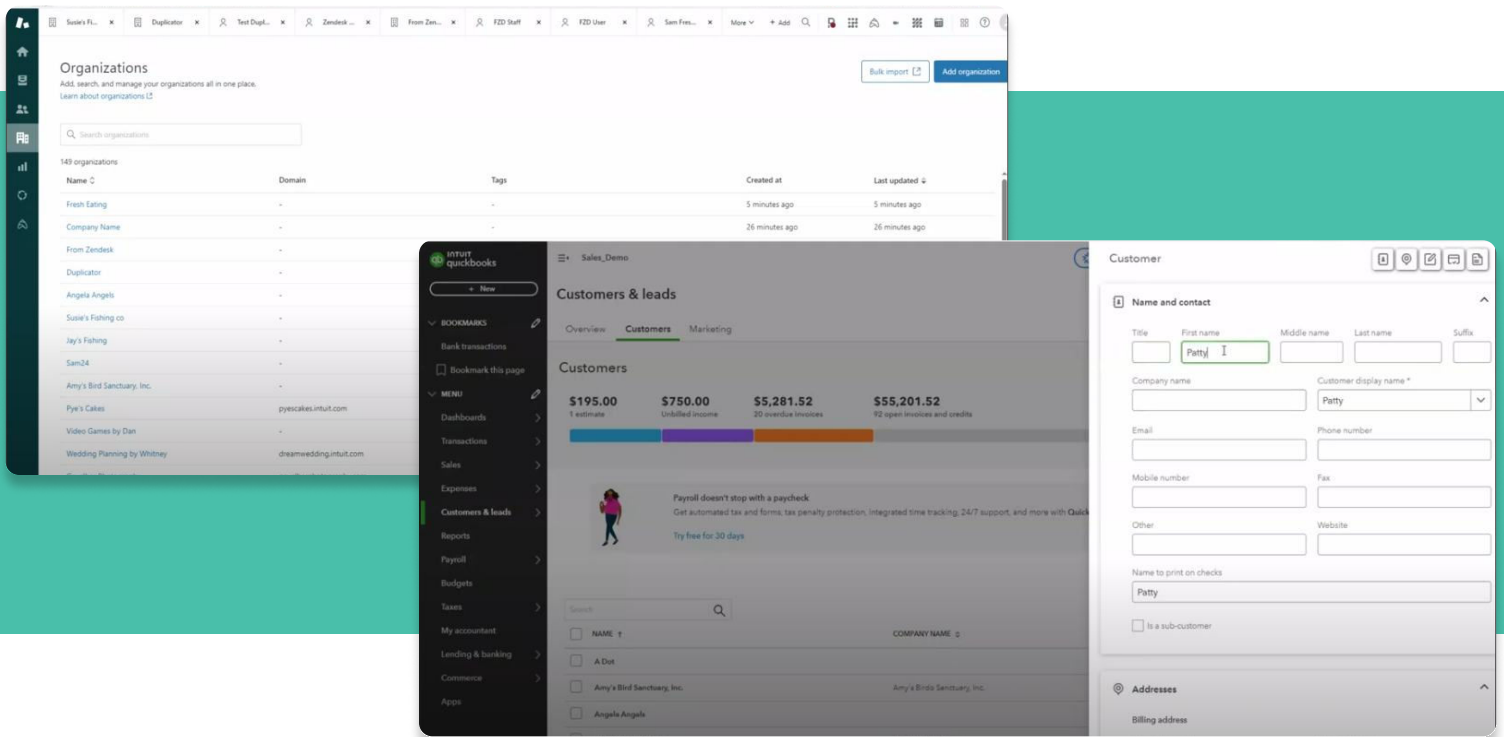 Susie's Fi...
Duplicator
Test Dupl...
Zendesk ...
From Zen...
FZD Staff
FZD User
Sam Fres...
More
+ Add
Organizations
Add, search, and manage your organizations all in one place.
Learn about organizations
Bulk import
Add organization
Search organizations
149 organizations
Name Domain Tags Created at Last updated
Fresh Eating - - 5 minutes ago 5 minutes ago
Company Name - - 26 minutes ago 26 minutes ago
From Zendesk -
Duplicator -
Angela Angels -
Susie's Fishing co -
Jay's Fishing -
Sam24 -
Amy's Bird Sanctuary, Inc. -
Pye's Cakes pyescakes.intuit.com
Video Games by Dan -
Wedding Planning by Whitney dreamwedding.intuit.com
qb INTUIT
quickbooks
+ New
BOOKMARKS
Bank transactions
Bookmark this page
MENU
Dashboards
Transactions
Sales
Expenses
Customers & leads
Reports
Payroll
Budgets
Taxes
My accountant
Lending & banking
Commerce
Apps
Sales_Demo
Customers & leads
Overview Customers Marketing
Customers
$195.00 $750.00 $5,281.52 $55,201.52
1 estimate Unbilled income 20 overdue invoices 92 open invoices and credits
Payroll doesn't stop with a paycheck
Get automated tax and forms, tax penalty protection, integrated time tracking, 24/7 support, and more with Quick
Try free for 30 days
Search
NAME COMPANY NAME
A Dot
Amy's Bird Sanctuary, Inc. Amy's Birds Sanctuary, Inc.
Angela Angels
Customer
Name and contact
Title First name Middle name Last name Suffix
Patty
Company name Customer display name *
Patty
Email Phone number
Mobile number Fax
Other Website
Name to print on checks
Patty
Is a sub-customer
Addresses
Billing address